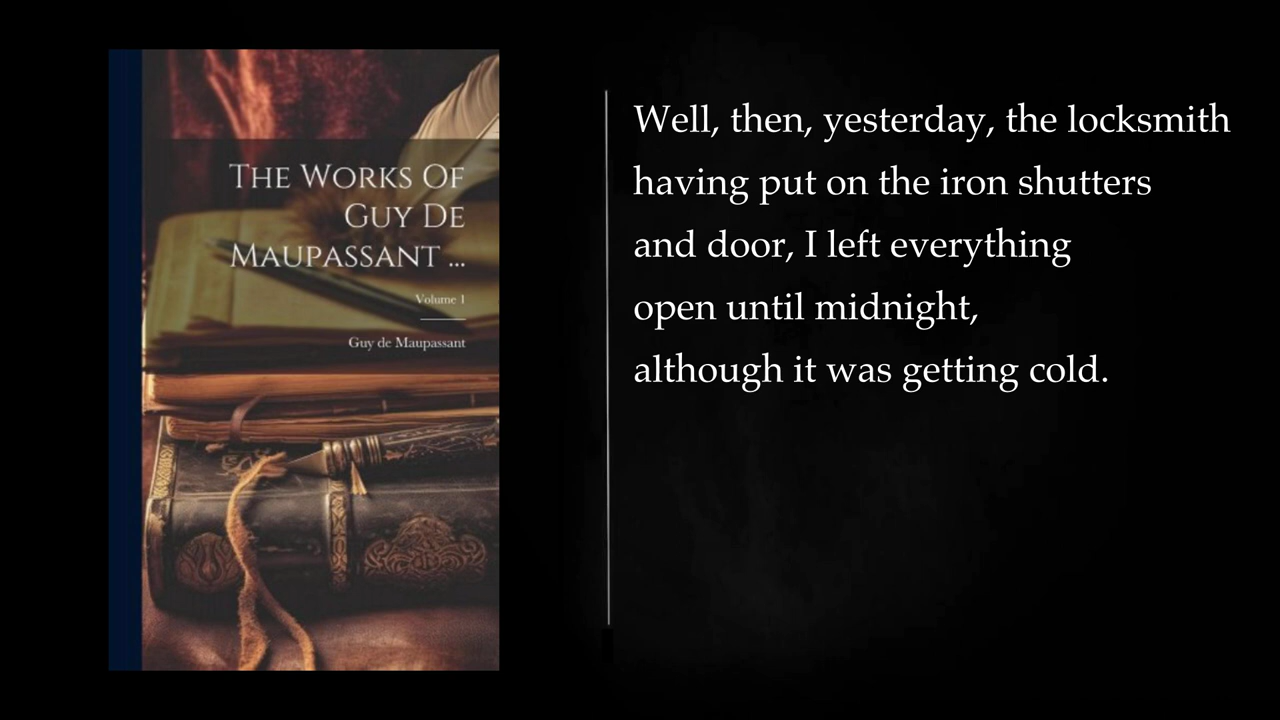 The Works Of
Guy De
Maupassant ...
Volume 1
Guy de Maupassant
Well, then, yesterday, the locksmith
having put on the iron shutters
and door, I left everything
open until midnight,
although it was getting cold.